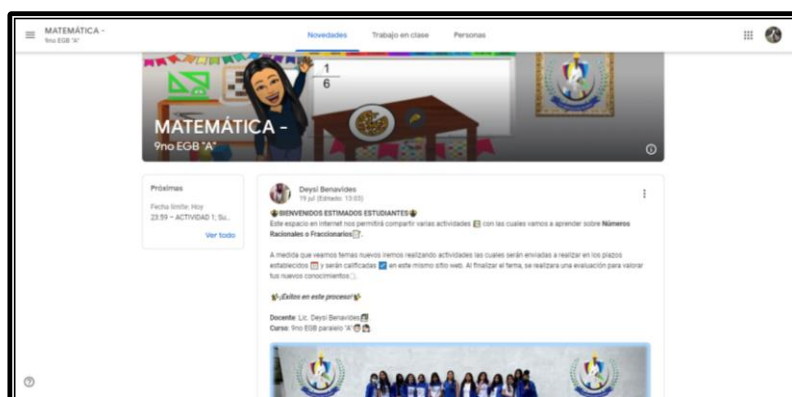 MATEMÁTICA -
9no EGB "A"
Novedades Trabajo en clase Personas
1
6
MATEMÁTICA -
9no EGB "A"
Próximas
Fecha límite: Hoy
23:59 – ACTIVIDAD 1; Su...
Ver todo
Deysi Benavides
19 jul (Editado: 13:03)
BIENVENIDOS ESTIMADOS ESTUDIANTES
Este espacio en internet nos permitirá compartir varias actividades con las cuales vamos a aprender sobre Números
Racionales o Fraccionarios.
A medida que veamos temas nuevos iremos realizando actividades las cuales serán enviadas a realizar en los plazos
establecidos y serán calificadas en este mismo sitio web. Al finalizar el tema, se realizara una evaluación para valorar
tus nuevos conocimientos.
¡Exitos en este proceso!
Docente: Lic. Deysi Benavides
Curso: 9no EGB paralelo "A"